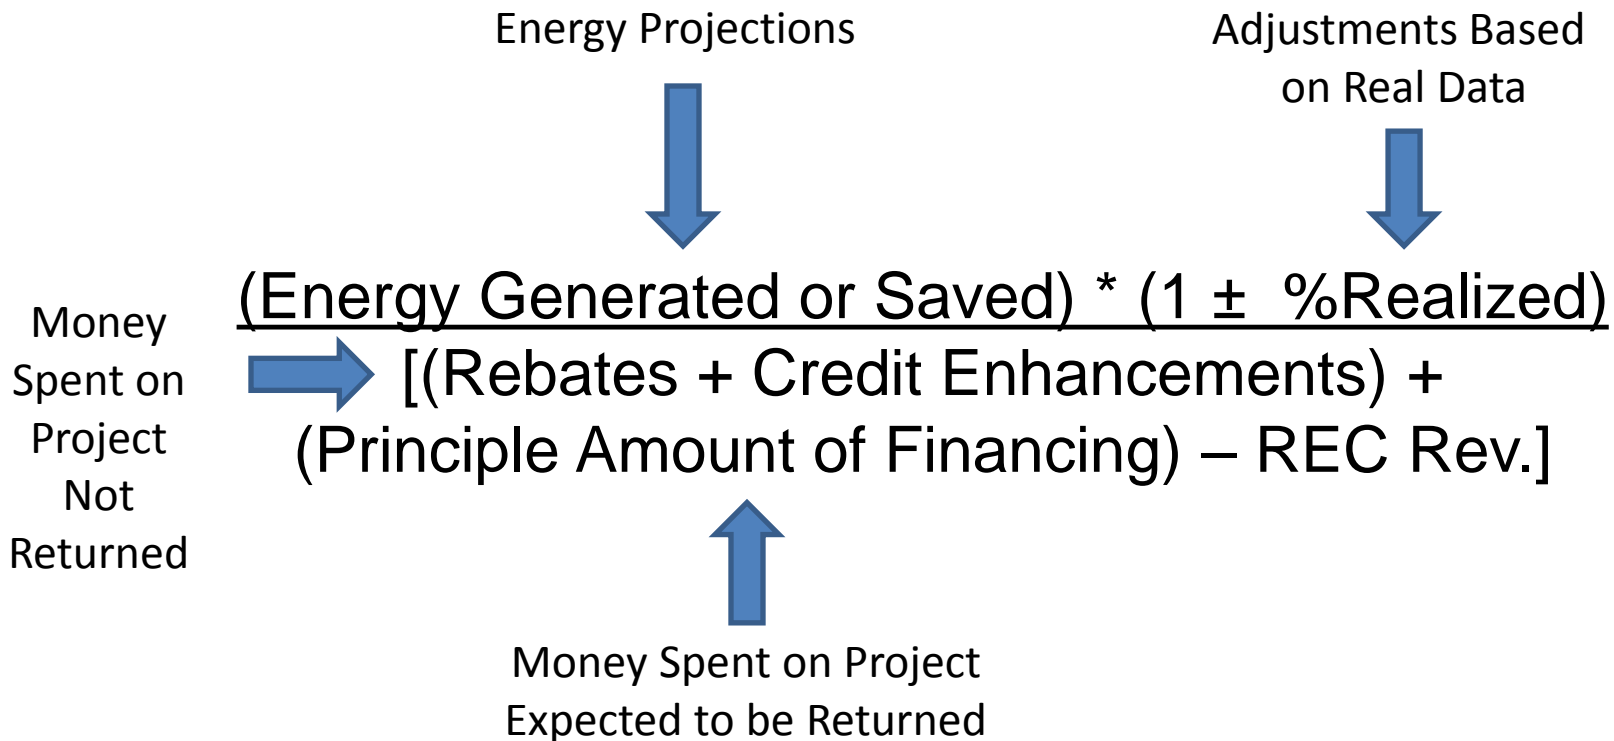 Energy Projections
Adjustments Based
on Real Data
(Energy Generated or Saved) * (1 ± %Realized)
Money
Spent on
Project
Not
Returned
[(Rebates + Credit Enhancements) +
(Principle Amount of Financing) – REC Rev.]
Money Spent on Project
Expected to be Returned